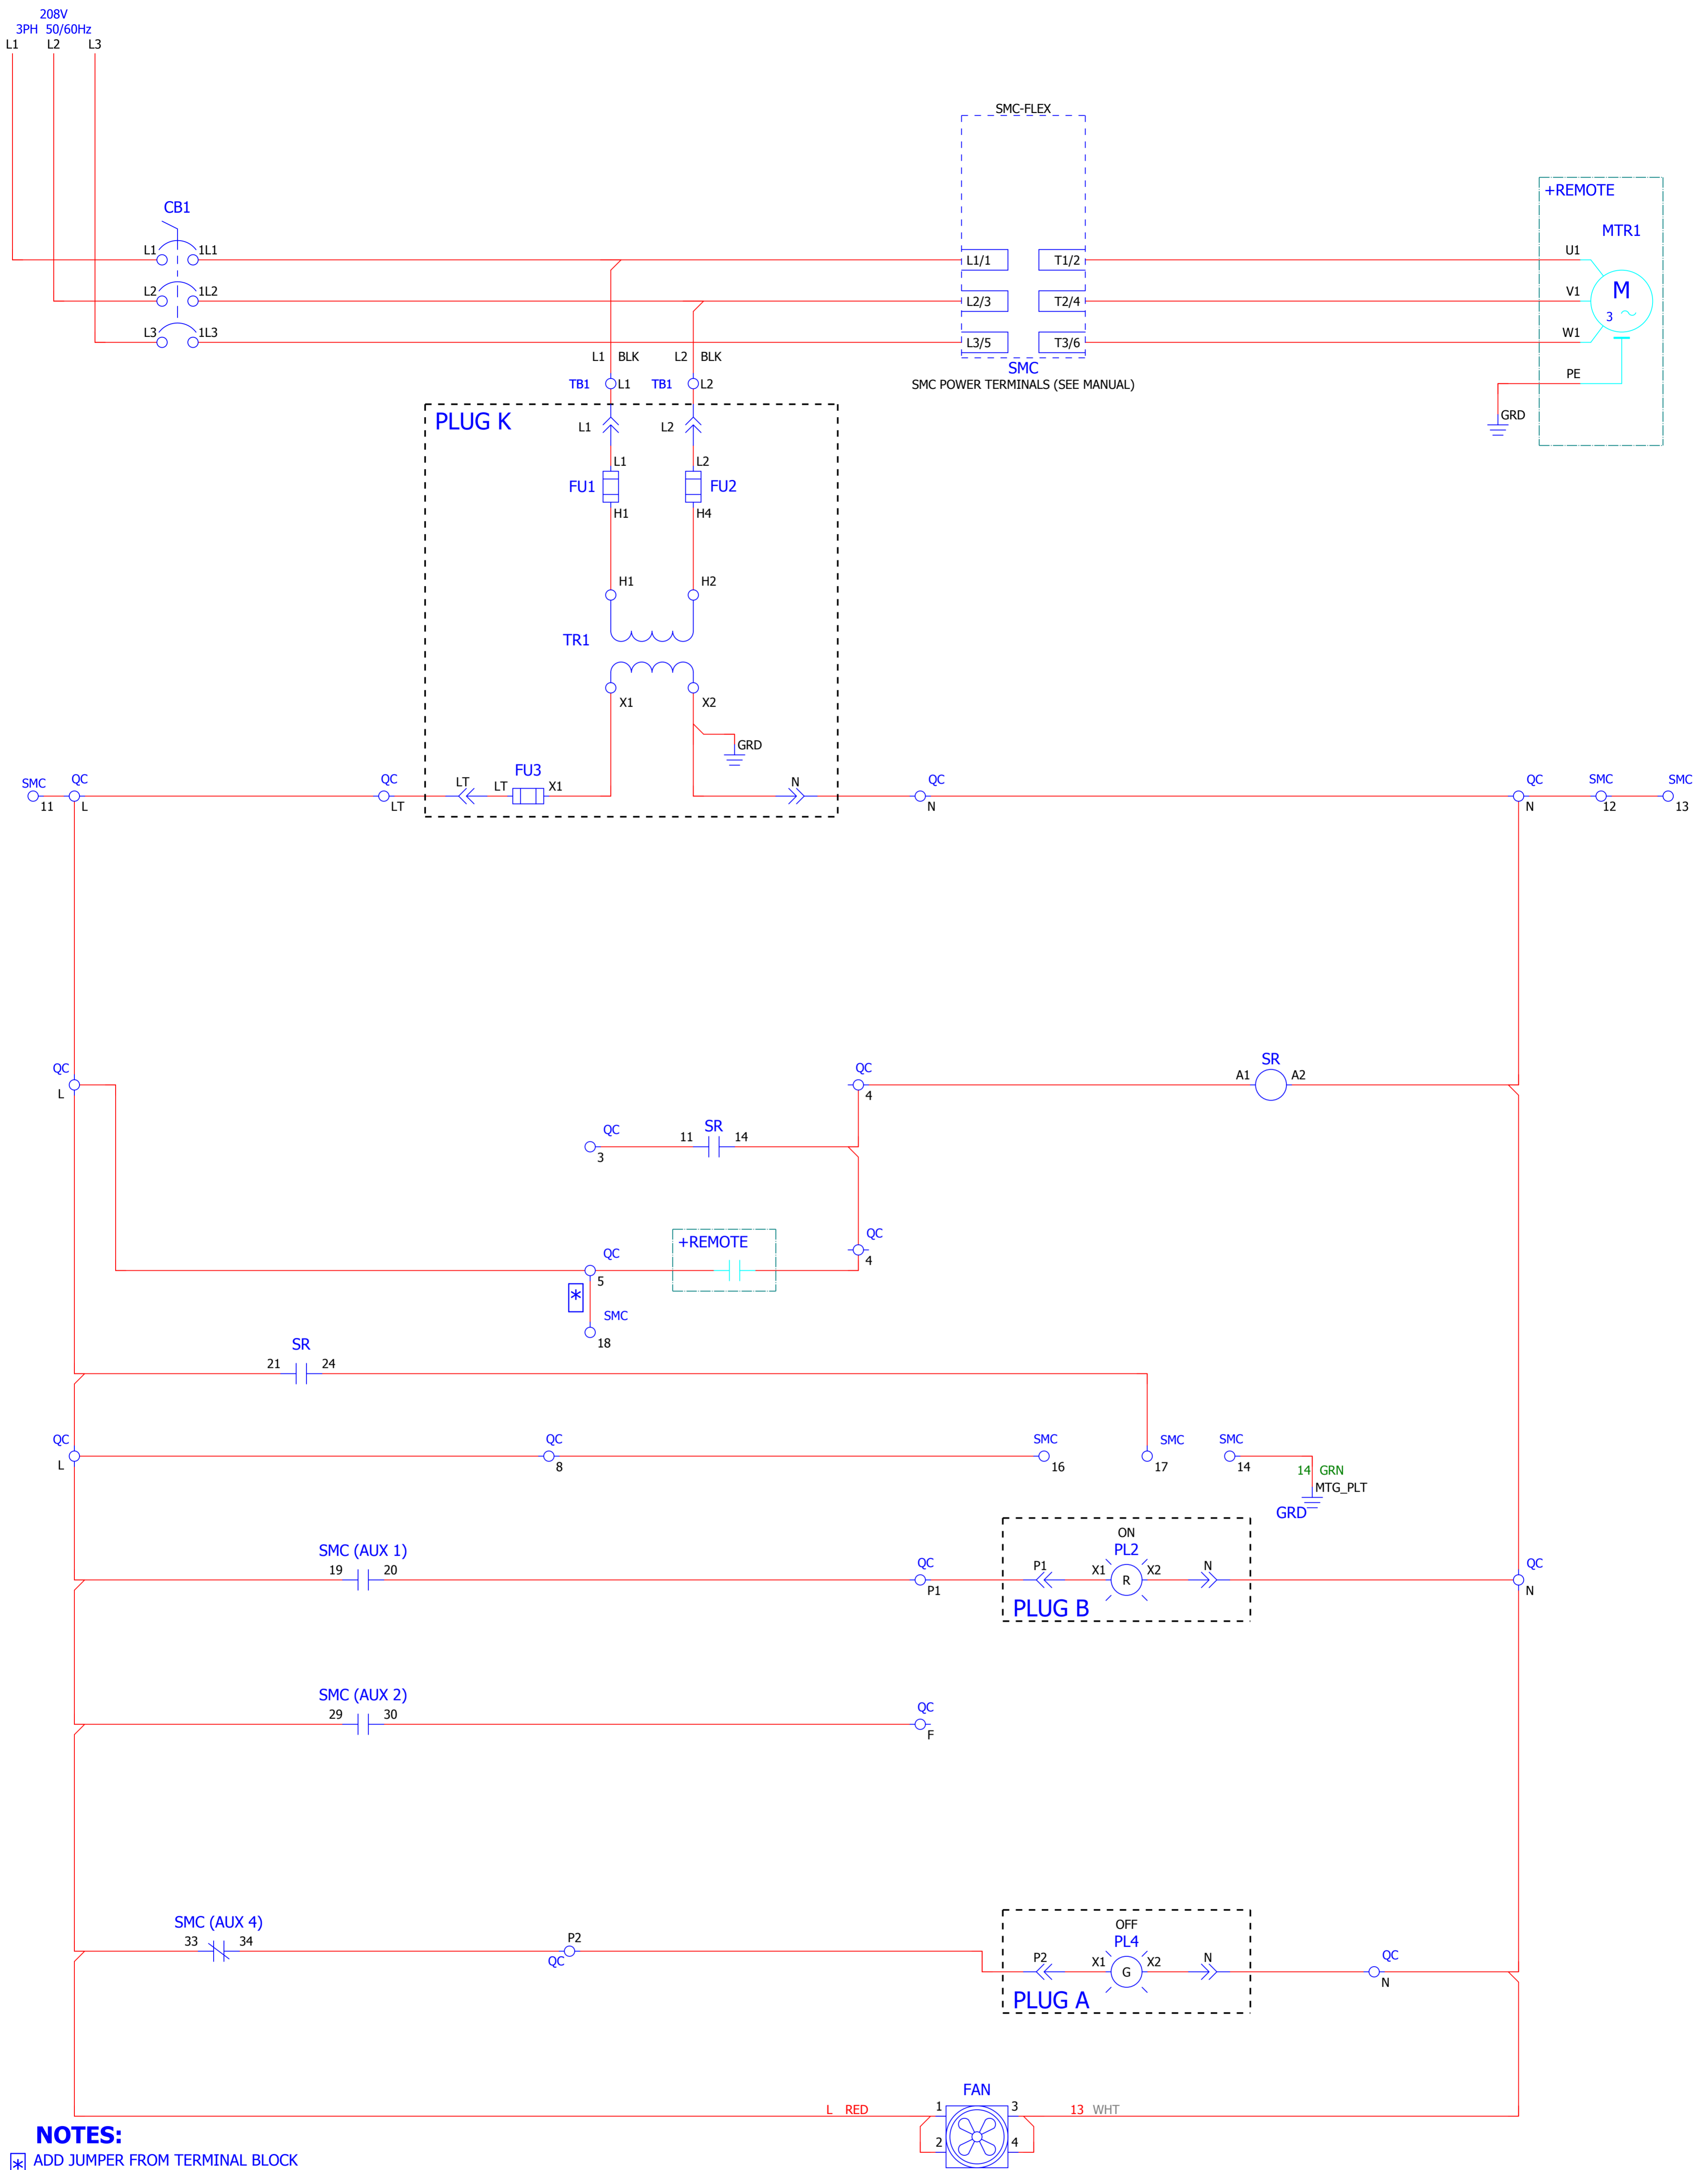 208V
3PH 50/60Hz
L1 L2 L3
SMC-FLEX
+REMOTE
CB1
MTR1
L1 1L1 L1/1 T1/2 U1
L2 1L2 L2/3 T2/4 V1 M
3
L3 1L3 L3/5 T3/6 W1
L1 BLK L2 BLK
SMC
SMC POWER TERMINALS (SEE MANUAL)
PE
TB1 L1 TB1 L2
GRD
PLUG K
L1 L2
L1 L2
FU1 FU2
H1 H4
H1 H2
TR1
X1 X2
GRD
SMC QC QC LT LT FU3 X1 N QC QC SMC SMC
11 L LT N N 12 13
QC QC SR
L 4 A1 A2
QC 11 SR 14
3
+REMOTE QC
QC 4
5
*
SMC
18
SR
21 24
QC QC SMC SMC SMC
L 8 16 17 14
14 GRN
MTG_PLT
GRD
ON
SMC (AUX 1) PL2
19 20 QC P1 X1 R X2 N QC
P1 N
PLUG B
SMC (AUX 2)
29 30 QC
F
SMC (AUX 4) OFF
33 34 P2 PL4
QC P2 X1 G X2 N QC
N
PLUG A
FAN
L RED 1 3 13 WHT
2 4
NOTES:
* ADD JUMPER FROM TERMINAL BLOCK